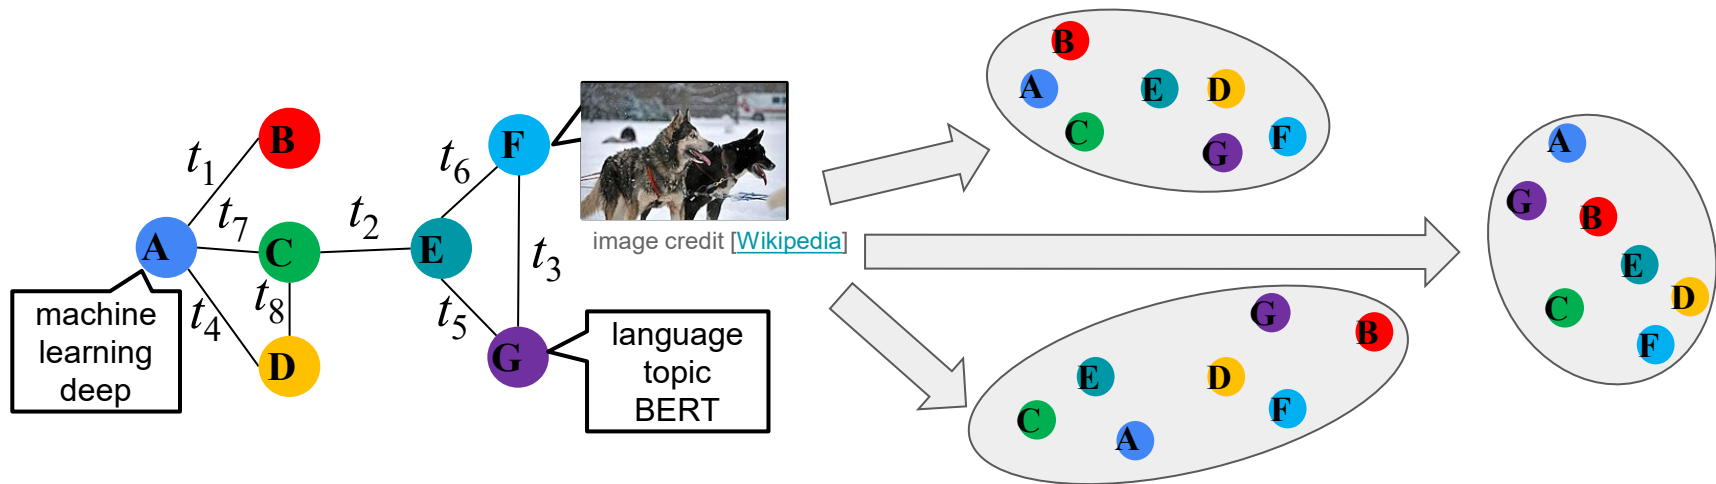 B
t1
F
t6
t7
t2
A
C
E
t3
t4
t8
t5
D
G
machine
learning
deep
image credit [Wikipedia]
language
topic
BERT
B
A
E
D
C
G
F
G
B
E
D
C
F
A
A
G
B
E
D
C
F